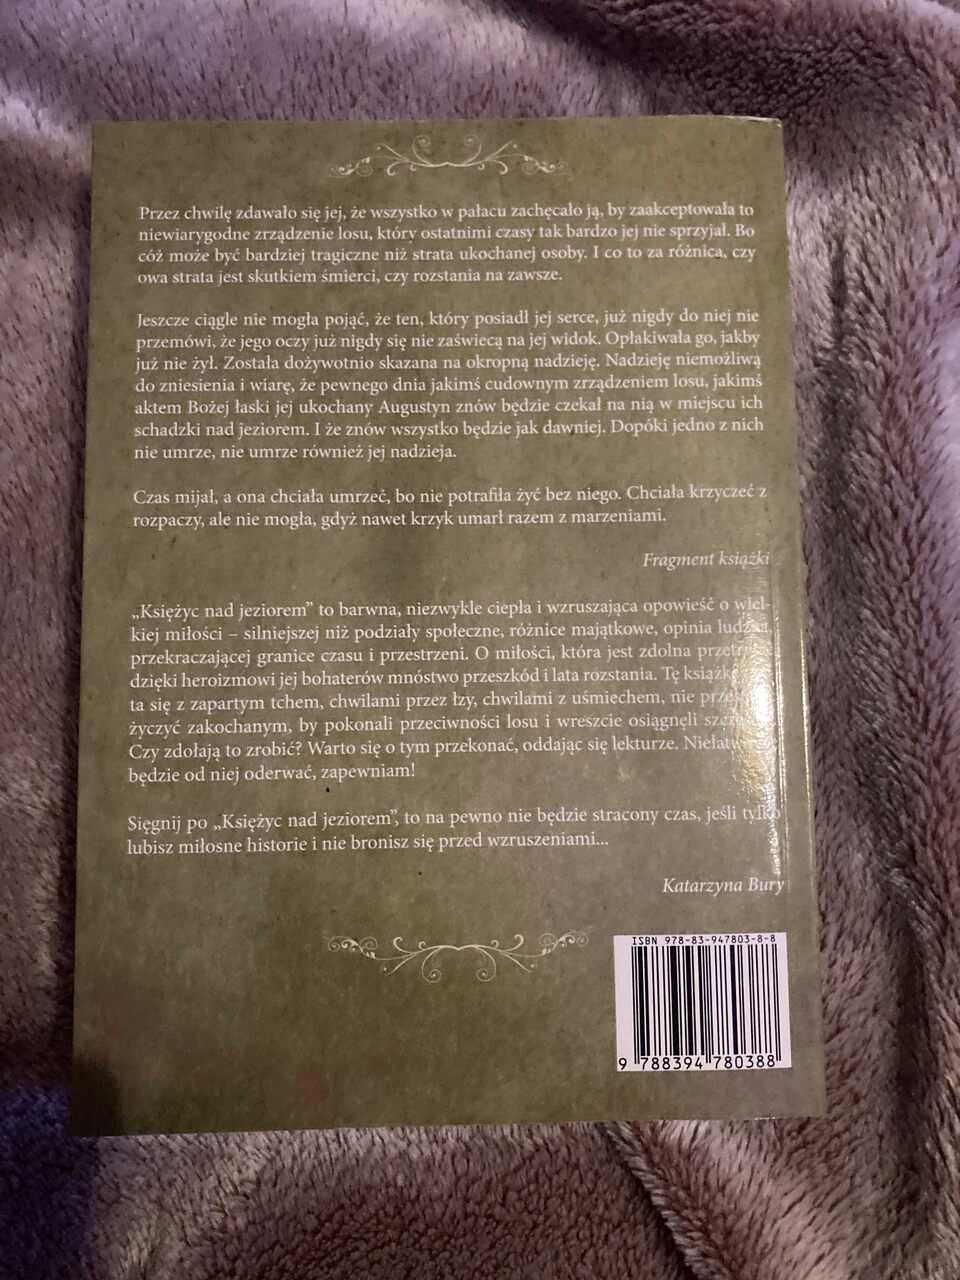 Przez chwilę zdawało się jej, że wszystko w pałacu zachęcało ją, by zaakceptowała to
niewiarygodne zrządzenie losu, który ostatnimi czasy tak bardzo jej nie sprzyjał. Bo
cóż może być bardziej tragiczne niż strata ukochanej osoby. I co to za różnica, czy
owa strata jest skutkiem śmierci, czy rozstania na zawsze.
Jeszcze ciągle nie mogła pojąć, że ten, który posiadł jej serce, już nigdy do niej nie
przemówi, że jego oczy już nigdy się nie zaświecą na jej widok. Opłakiwała go, jakby
już nie żył. Została dożywotnio skazana na okropną nadzieję. Nadzieję niemożliwą
do zniesienia i wiarę, że pewnego dnia jakimś cudownym zrządzeniem losu, jakimś
aktem Bożej łaski jej ukochany Augustyn znów będzie czekał na nią w miejscu ich
schadzki nad jeziorem. I że znów wszystko będzie jak dawniej. Dopóki jedno z nich
nie umrze, nie umrze również jej nadzieja.
Czas mijał, a ona chciała umrzeć, bo nie potrafiła żyć bez niego. Chciała krzyczeć z
rozpaczy, ale nie mogła, gdyż nawet krzyk umarł razem z marzeniami.
Fragment książki
„Księżyc nad jeziorem” to barwna, niezwykle ciepła i wzruszająca opowieść o wiel-
kiej miłości – silniejszej niż podziały społeczne, różnice majątkowe, opinia ludzka,
przekraczającej granice czasu i przestrzeni. O miłości, która jest zdolna
dzięki heroizmowi jej bohaterów mnóstwo przeszkód i lata rozstania. Tę
ta się z zapartym tchem, chwilami przez łzy, chwilami z uśmiechem, nie
życzyć zakochanym, by pokonali przeciwności losu i wreszcie osiągnęli
Czy zdołają to zrobić? Warto się o tym przekonać, oddając się lekturze.
będzie od niej oderwać, zapewniam!
Sięgnij po „Księżyc nad jeziorem”, to na pewno nie będzie stracony czas, jeśli tylko
lubisz miłosne historie i nie bronisz się przed wzruszeniami...
Katarzyna Bury
ISBN 978-83-947803-8-8
9 788394 780388